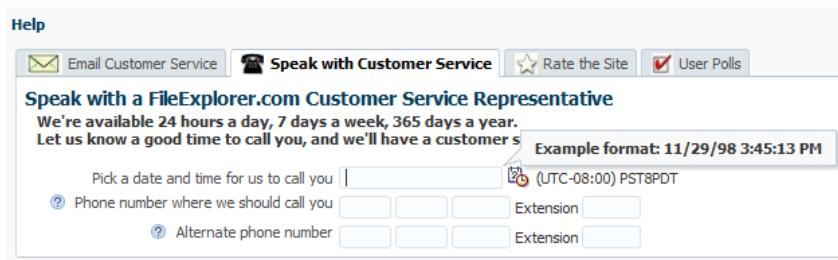 Help
Email Customer Service Speak with Customer Service Rate the Site User Polls
Speak with a FileExplorer.com Customer Service Representative
We're available 24 hours a day, 7 days a week, 365 days a year.
Let us know a good time to call you, and we'll have a customer s
Example format: 11/29/98 3:45:13 PM
Pick a date and time for us to call you (UTC-08:00) PST8PDT
Phone number where we should call you Extension
Alternate phone number Extension